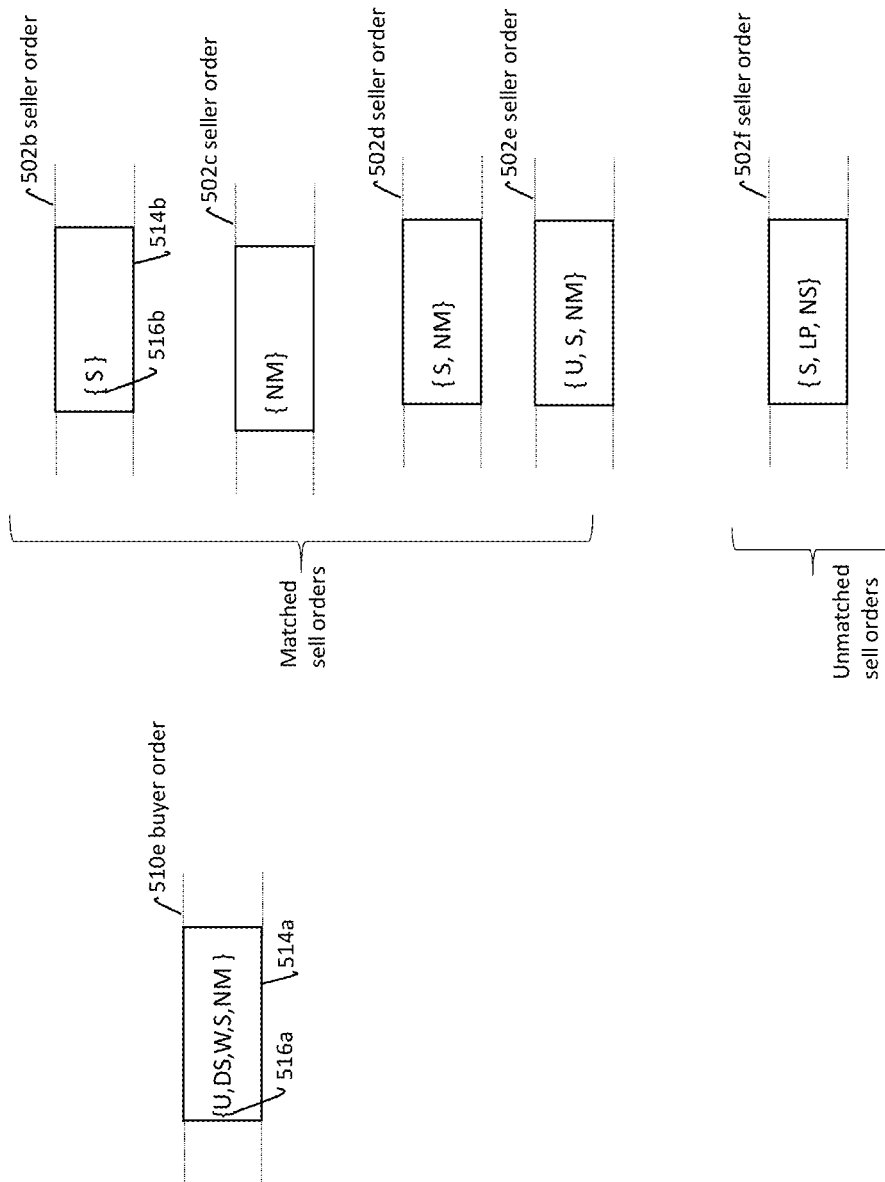 510e buyer order
{U,DS,W,S,NM }
516a
514a
Matched
sell orders
Unmatched
sell orders
502b seller order
{ S }
516b
514b
502c seller order
{ NM}
502d seller order
{ S, NM}
502e seller order
{ U, S, NM}
502f seller order
{ S, LP, NS}